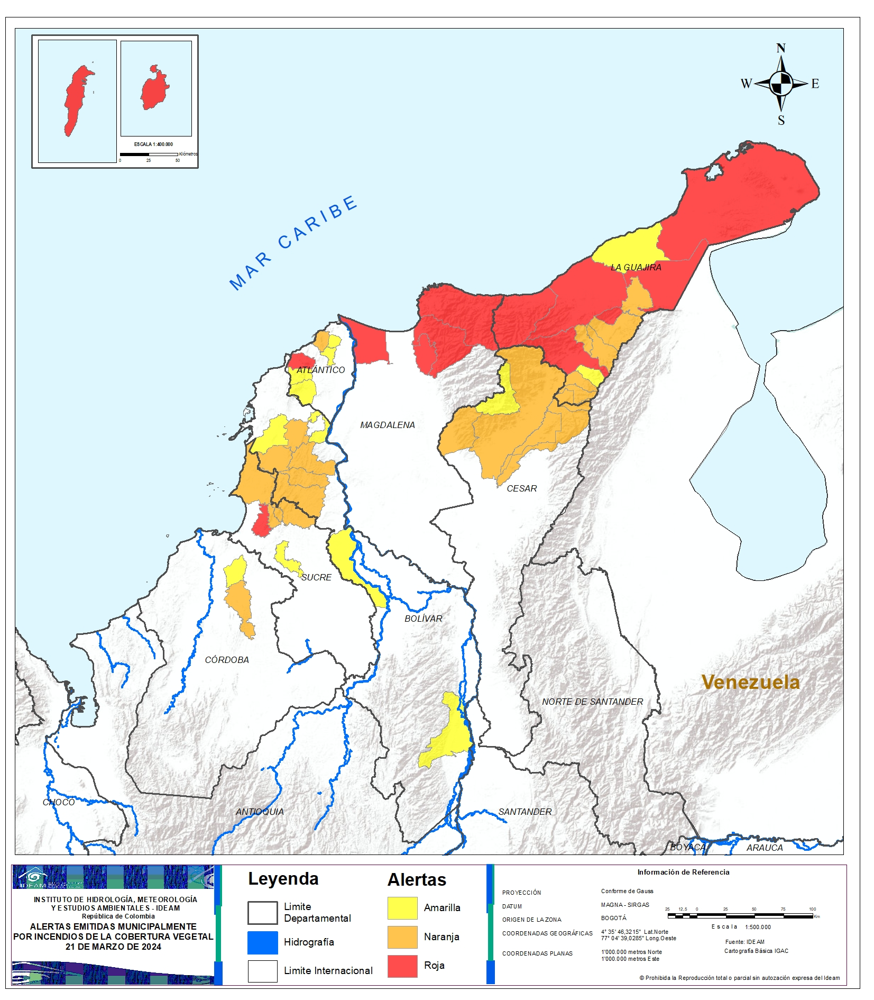 ESCALA 1:400.000
Kilómetros
0 25 50
N
W E
S
MAR CARIBE
LA GUAJIRA
ATLÁNTICO
MAGDALENA
CESAR
SUCRE
BOLÍVAR
CÓRDOBA
Venezuela
NORTE DE SANTANDER
CHOCÓ
ANTIOQUIA
SANTANDER
BOYACÁ
ARAUCA
IDEAM
INSTITUTO DE HIDROLOGÍA, METEOROLOGÍA
Y ESTUDIOS AMBIENTALES - IDEAM
República de Colombia
ALERTAS EMITIDAS MUNICIPALMENTE
POR INCENDIOS DE LA COBERTURA VEGETAL
21 DE MARZO DE 2024
Leyenda
Limite
Departamental
Hidrografía
Limite Internacional
Alertas
Amarilla
Naranja
Roja
Información de Referencia
PROYECCIÓN Conforme de Gauss
DATUM MAGNA - SIRGAS
ORIGEN DE LA ZONA BOGOTÁ
COORDENADAS GEOGRÁFICAS 4° 35' 46,3215" Lat.Norte
77° 04' 39,0285" Long.Oeste
COORDENADAS PLANAS 1'000.000 metros Norte
1'000.000 metros Este
25 12,5 0 25 50 75 100
Km
Escala 1:500.000
Fuente: IDEAM
Cartografía Básica IGAC
© Prohibida la Reproducción total o parcial sin autozación expresa del Ideam